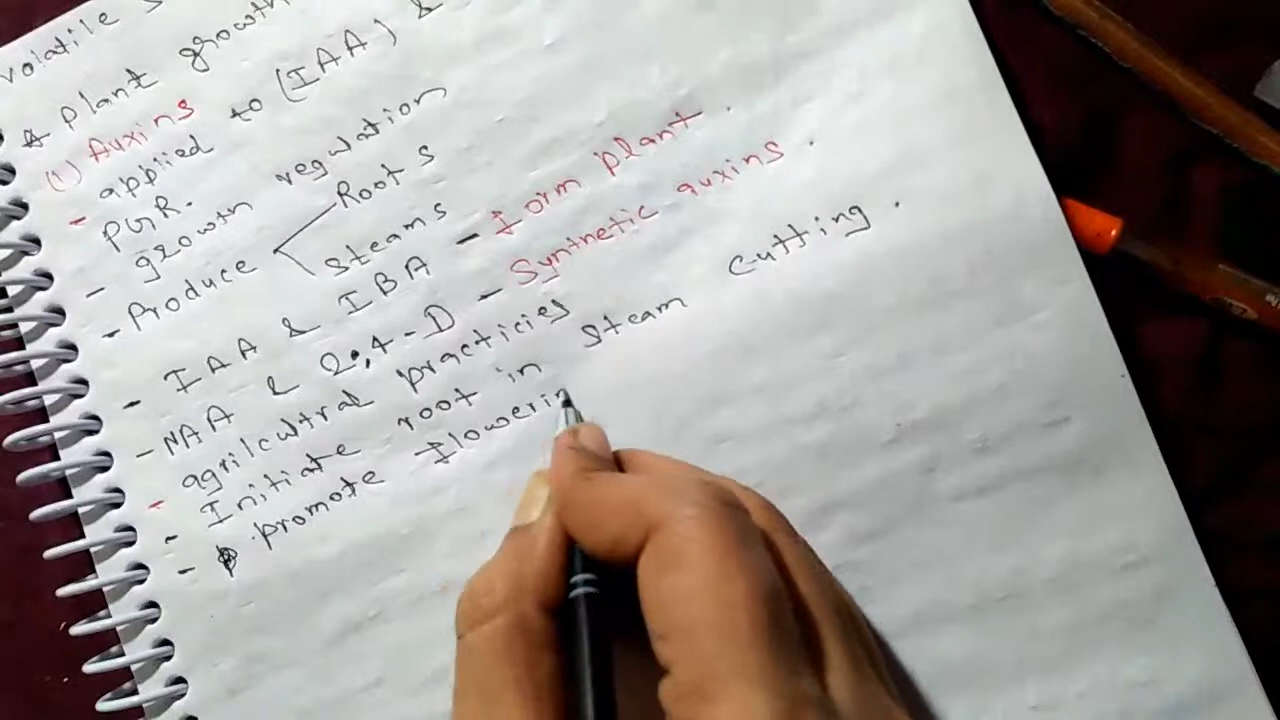 volatile
* plant growth
(1) Auxins
- applied to (IAA) &
PGR.
- growth regulation
- Produce Roots
Steams
- IAA & IBA - Form plant.
- NAA & 2,4-D - Synthetic auxins.
- agrilcultral practicies
- Initiate root in steam cutting.
- promote Flowerin